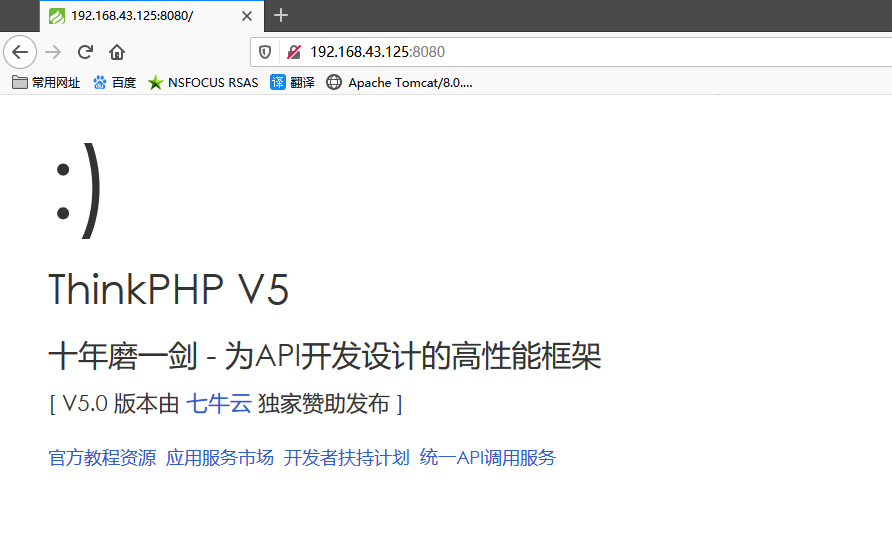 192.168.43.125:8080/
192.168.43.125:8080
常用网址 百度 NSFOCUS RSAS 译 翻译 Apache Tomcat/8.0....
:)
ThinkPHP V5
十年磨一剑 - 为API开发设计的高性能框架
[ V5.0 版本由 七牛云 独家赞助发布 ]
官方教程资源 应用服务市场 开发者扶持计划 统一API调用服务